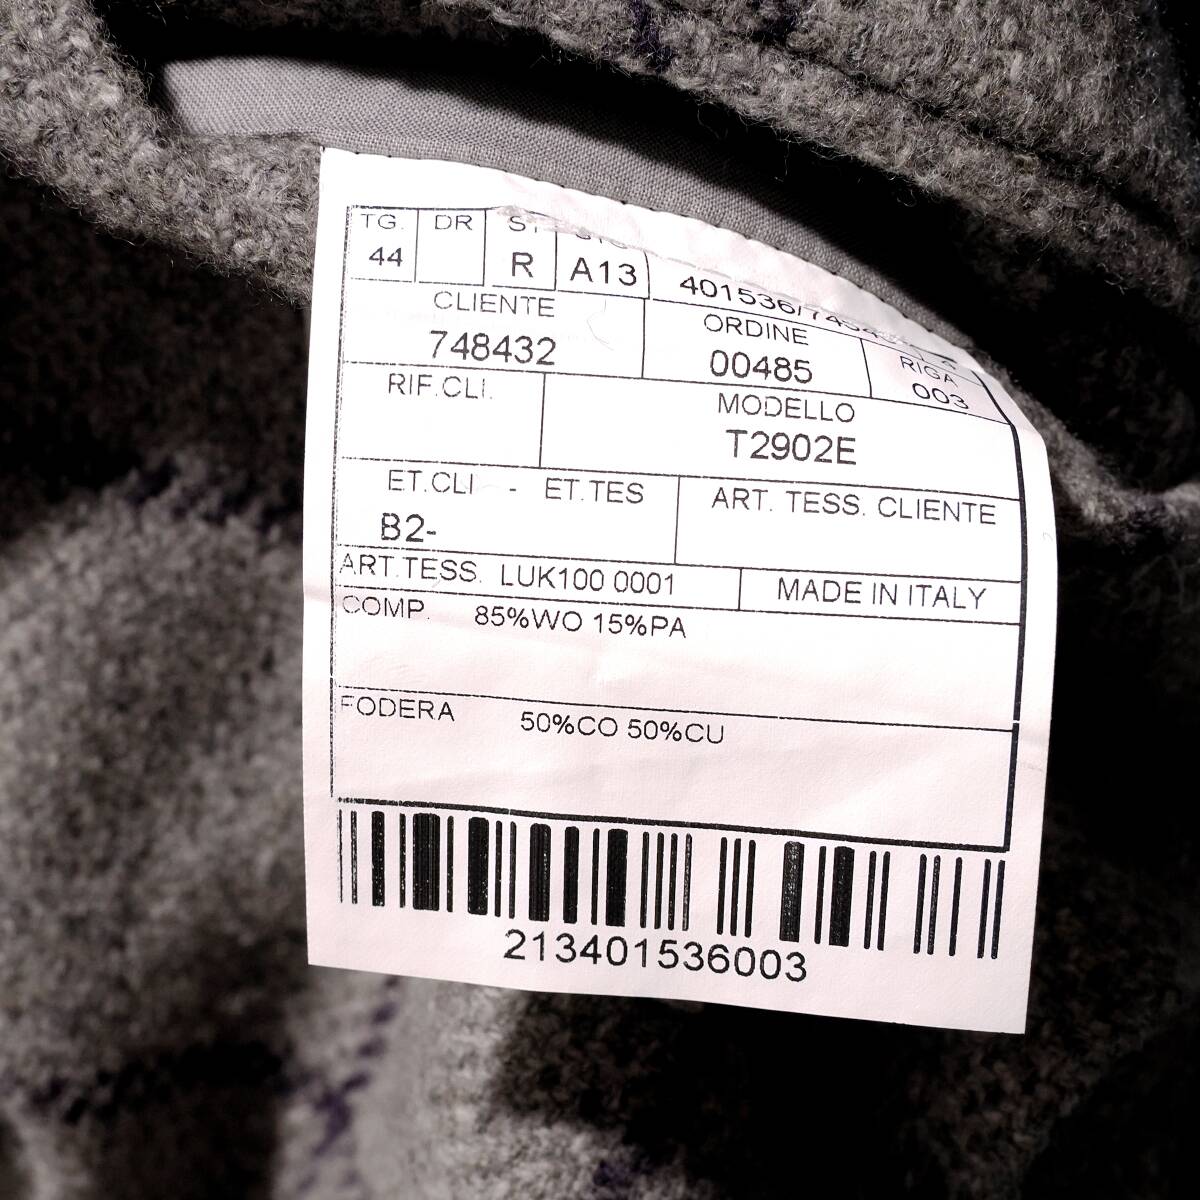 TG. DR ST
44 R A13 401536/
CLIENTE ORDINE RIGA
748432 00485 003
RIF.CLI. MODELLO
T2902E
ET.CLI - ET.TES ART. TESS. CLIENTE
B2-
ART.TESS. LUK100 0001 MADE IN ITALY
COMP. 85%WO 15%PA
FODERA 50%CO 50%CU
213401536003